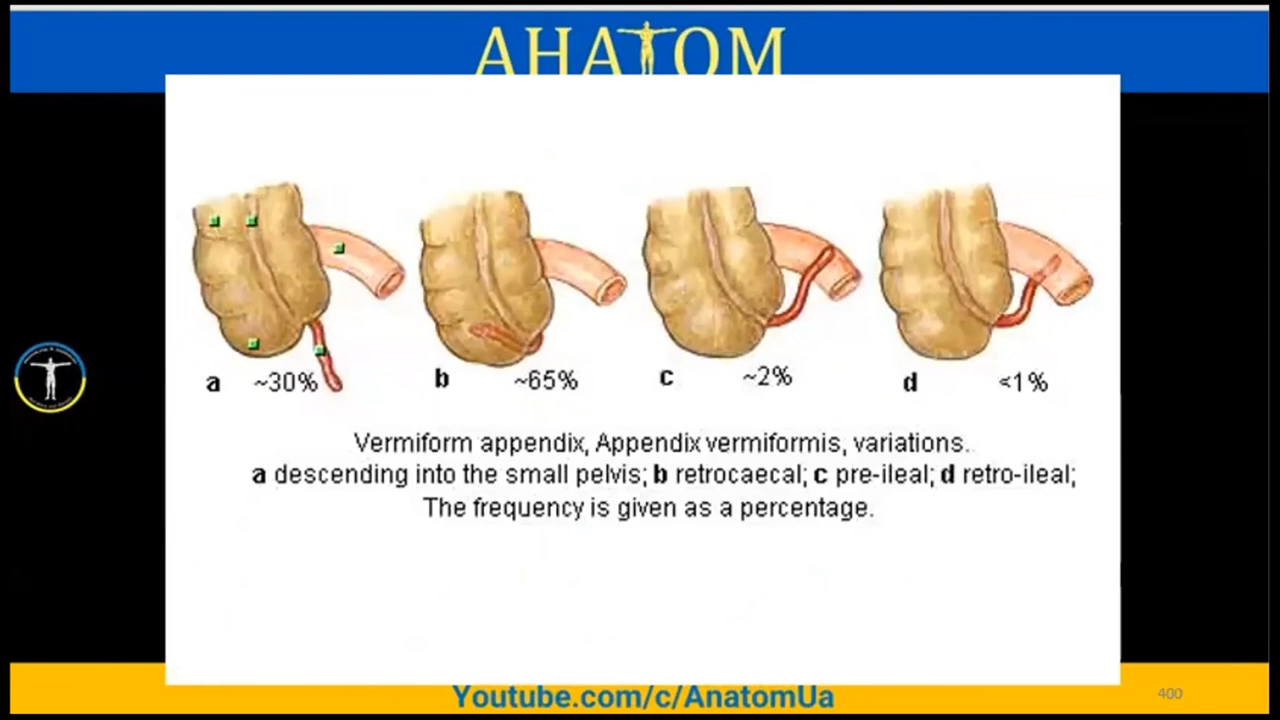 АНАТОМ
a ~30%
b ~65%
c ~2%
d <1%
Vermiform appendix, Appendix vermiformis, variations.
a descending into the small pelvis; b retrocaecal; c pre-ileal; d retro-ileal;
The frequency is given as a percentage.
Youtube.com/c/AnatomUa
400